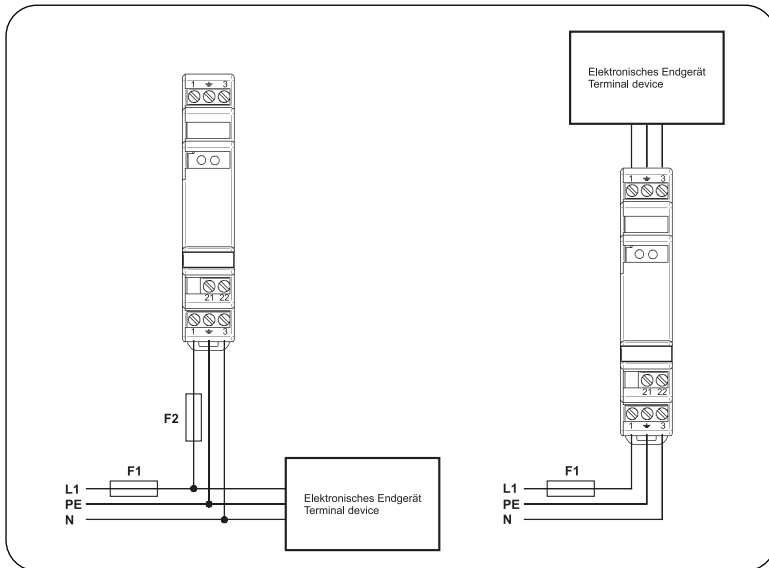 1 ⏚ 3
21 22
1 ⏚ 3
F2
F1
L1
PE
N
Elektronisches Endgerät
Terminal device
Elektronisches Endgerät
Terminal device
1 ⏚ 3
21 22
1 ⏚ 3
F1
L1
PE
N